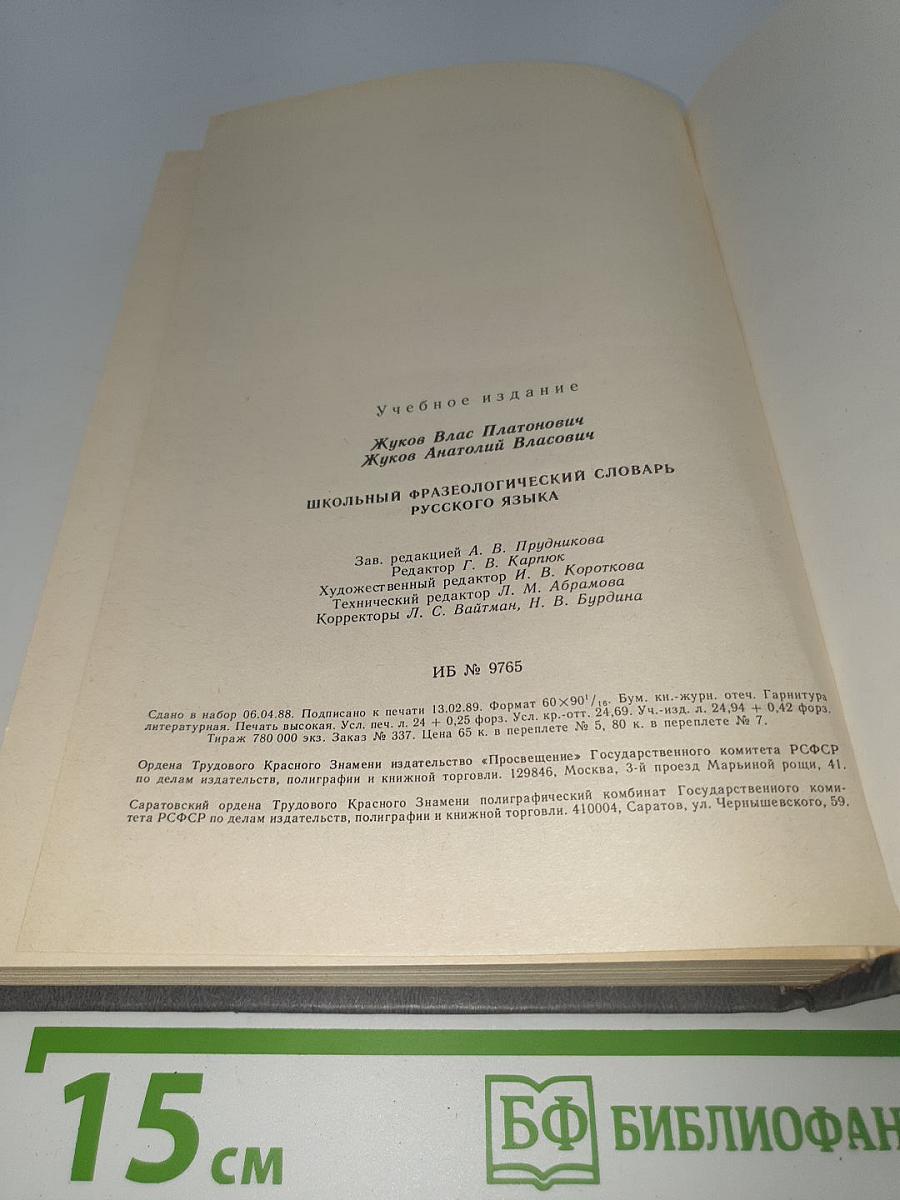 Учебное издание
Жуков Влас Платонович
Жуков Анатолий Власович
ШКОЛЬНЫЙ ФРАЗЕОЛОГИЧЕСКИЙ СЛОВАРЬ
РУССКОГО ЯЗЫКА
Зав. редакцией А. В. Прудникова
Редактор Г. В. Карпюк
Художественный редактор И. В. Короткова
Технический редактор Л. М. Абрамова
Корректоры Л. С. Вайтман, Н. В. Бурдина
ИБ № 9765
Сдано в набор 06.04.88. Подписано к печати 13.02.89. Формат 60×90¹/₁₆. Бум. кн.-журн. отеч. Гарнитура
литературная. Печать высокая. Усл. печ. л. 24 + 0,25 форз. Усл. кр.-отт. 24,69. Уч.-изд. л. 24,94 + 0,42 форз.
Тираж 780 000 экз. Заказ № 337. Цена 65 к. в переплете № 5, 80 к. в переплете № 7.
Ордена Трудового Красного Знамени издательство «Просвещение» Государственного комитета РСФСР
по делам издательств, полиграфии и книжной торговли. 129846, Москва, 3-й проезд Марьиной рощи, 41.
Саратовский ордена Трудового Красного Знамени полиграфический комбинат Государственного коми-
тета РСФСР по делам издательств, полиграфии и книжной торговли. 410004, Саратов, ул. Чернышевского, 59.
15 см
БФ БИБЛИОФАН